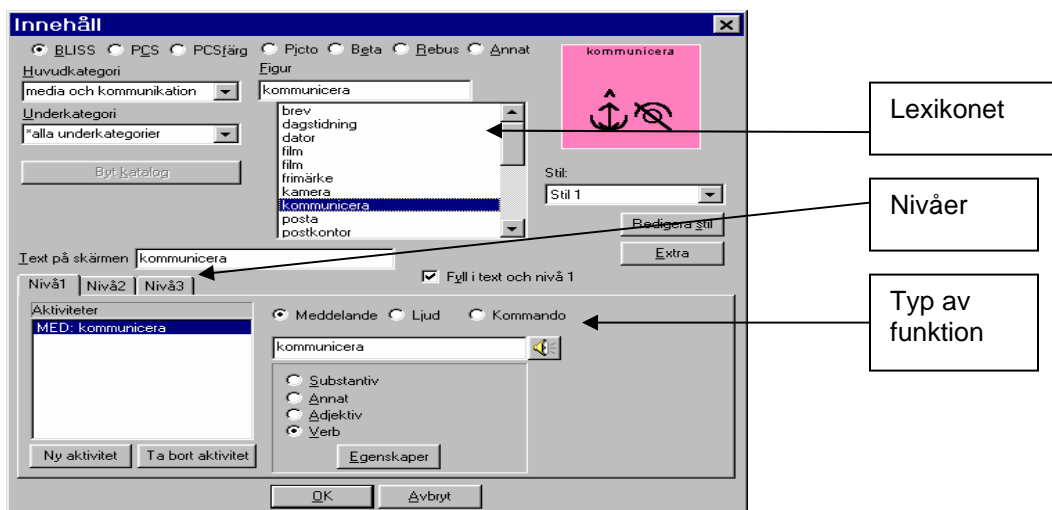 Innehåll
BLISS PCS PCSfärg Picto Beta Rebus Annat
Huvudkategori
media och kommunikation
Underkategori
*alla underkategorier
Byt katalog
Figur
kommunicera
brev
dagstidning
dator
film
film
frimärke
kamera
kommunicera
posta
postkontor
kommunicera
Stil:
Stil 1
Redigera stil
Extra
Text på skärmen kommunicera
Fyll i text och nivå 1
Nivå1 Nivå2 Nivå3
Aktiviteter
MED: kommunicera
Ny aktivitet Ta bort aktivitet
Meddelande Ljud Kommando
kommunicera
Substantiv
Annat
Adjektiv
Verb
Egenskaper
OK Avbryt
Lexikonet
Nivåer
Typ av
funktion